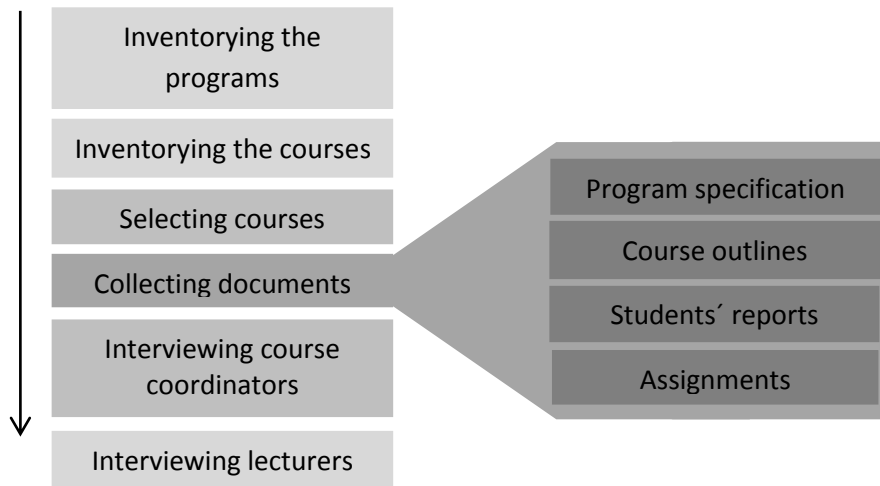 Inventorying the
programs
Inventorying the courses
Selecting courses
Collecting documents
Interviewing course
coordinators
Interviewing lecturers
Program specification
Course outlines
Students´ reports
Assignments